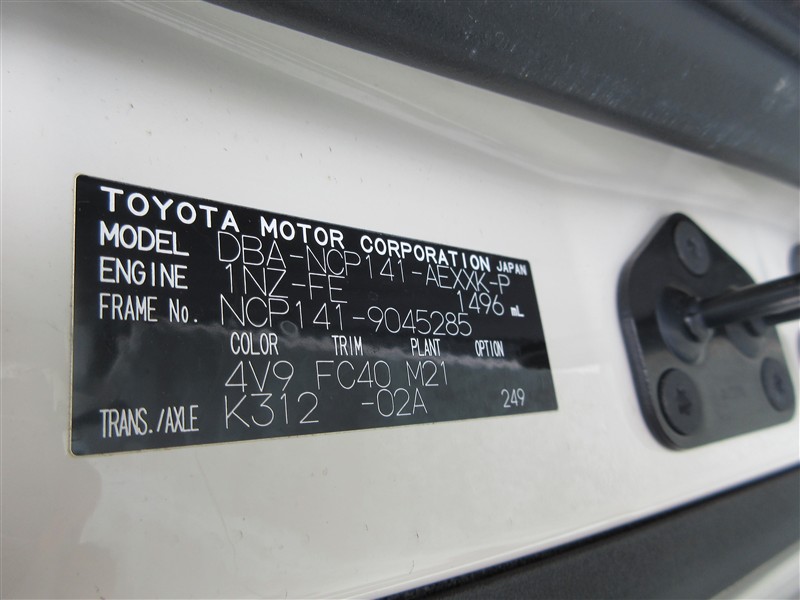 TOYOTA MOTOR CORPORATION JAPAN
MODEL DBA-NCP141-AEXXK-P
ENGINE 1NZ-FE 1496 mL
FRAME No. NCP141-9045285
COLOR TRIM PLANT OPTION
4V9 FC40 M21
TRANS./AXLE K312 -02A 249